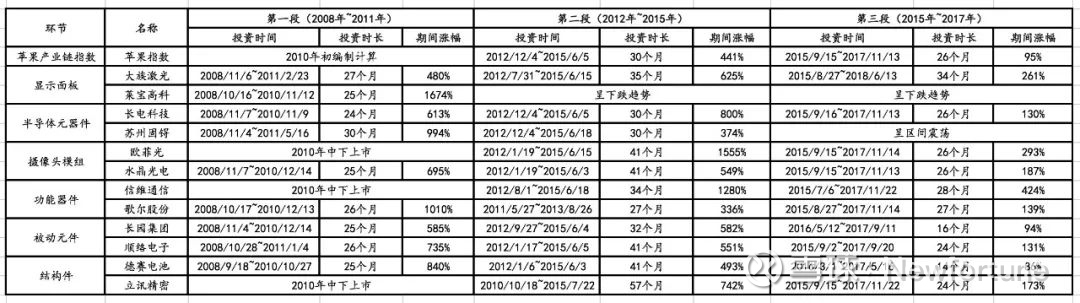 环节 名称 第一段（2008年~2011年） 第二段（2012年~2015年） 第三段（2015年~2017年）
投资时间 投资时长 期间涨幅 投资时间 投资时长 期间涨幅 投资时间 投资时长 期间涨幅
苹果产业链指数 苹果指数 2010年初编制计算 2012/12/4~2015/6/5 30个月 441% 2015/9/15~2017/11/13 26个月 95%
显示面板 大族激光 2008/11/6~2011/2/23 27个月 480% 2012/7/31~2015/6/15 35个月 625% 2015/8/27~2018/6/13 34个月 261%
莱宝高科 2008/10/16~2010/11/12 25个月 1674% 呈下跌趋势 呈下跌趋势
半导体元器件 长电科技 2008/11/7~2010/11/9 24个月 613% 2012/12/4~2015/6/5 30个月 800% 2015/9/16~2017/11/13 26个月 130%
苏州固锝 2008/11/4~2011/5/16 30个月 994% 2012/12/4~2015/6/18 30个月 374% 呈区间震荡
摄像头模组 欧菲光 2010年中下上市 2012/1/19~2015/6/15 41个月 1555% 2015/9/15~2017/11/14 26个月 293%
水晶光电 2008/11/7~2010/12/14 25个月 695% 2012/1/19~2015/6/3 41个月 549% 2015/9/15~2017/11/13 26个月 187%
功能器件 信维通信 2010年中下上市 2012/8/1~2015/6/18 34个月 1280% 2015/7/6~2017/11/22 28个月 424%
歌尔股份 2008/10/17~2010/12/13 26个月 1010% 2011/5/27~2013/8/26 27个月 336% 2015/8/27~2017/11/14 27个月 139%
被动元件 长园集团 2008/11/4~2010/12/14 25个月 585% 2012/9/27~2015/6/4 32个月 582% 2016/5/12~2017/9/11 16个月 94%
顺络电子 2008/10/28~2011/1/4 26个月 735% 2012/1/17~2015/6/5 41个月 551% 2015/9/2~2017/9/20 24个月 131%
结构件 德赛电池 2008/9/18~2010/10/27 25个月 840% 2012/1/6~2015/6/3 41个月 493% 14个月
立讯精密 2010年中下上市 2010/10/18~2015/7/22 57个月 742% 2015/9/15~2017/11/22 24个月 173%
雪球：Newfortune